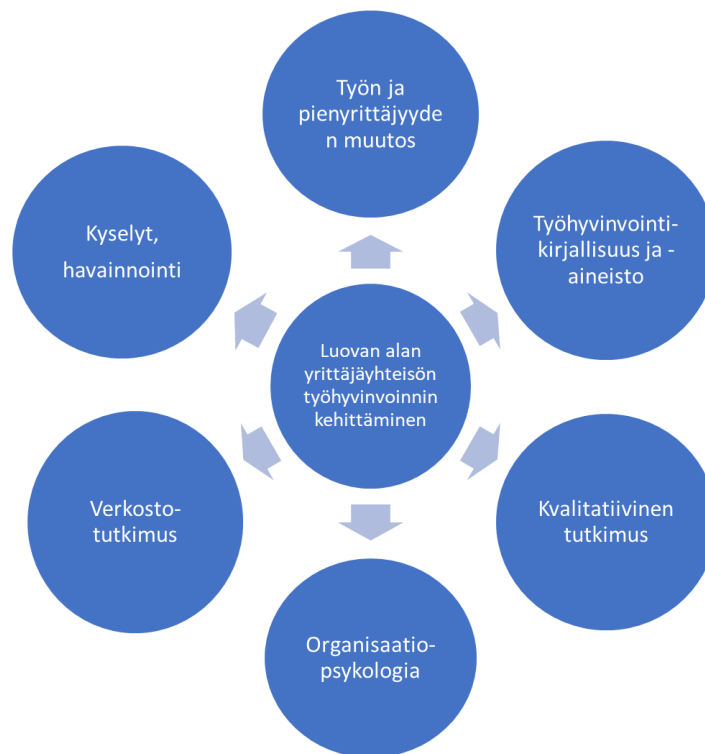 Työn ja
pienyrittäjyyde
n muutos
Työhyvinvointi-
kirjallisuus ja -
aineisto
Kvalitatiivinen
tutkimus
Organisaatio-
psykologia
Verkosto-
tutkimus
Kyselyt,
havainnointi
Luovan alan
yrittäjäyhteisön
työhyvinvoinnin
kehittäminen